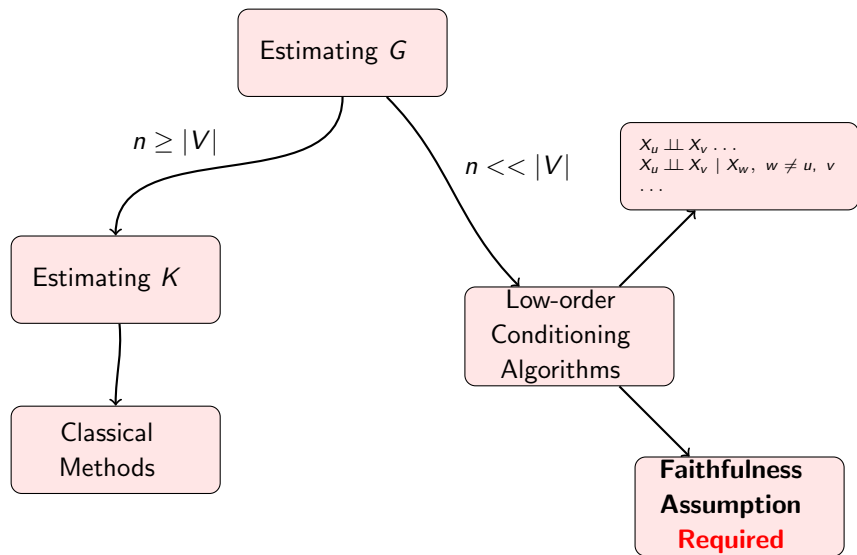 Estimating G
n ≥ |V|
n << |V|
X_u ⊥⊥ X_v . . .
X_u ⊥⊥ X_v | X_w, w ≠ u, v
. . .
Estimating K
Low-order
Conditioning
Algorithms
Classical
Methods
Faithfulness
Assumption
Required